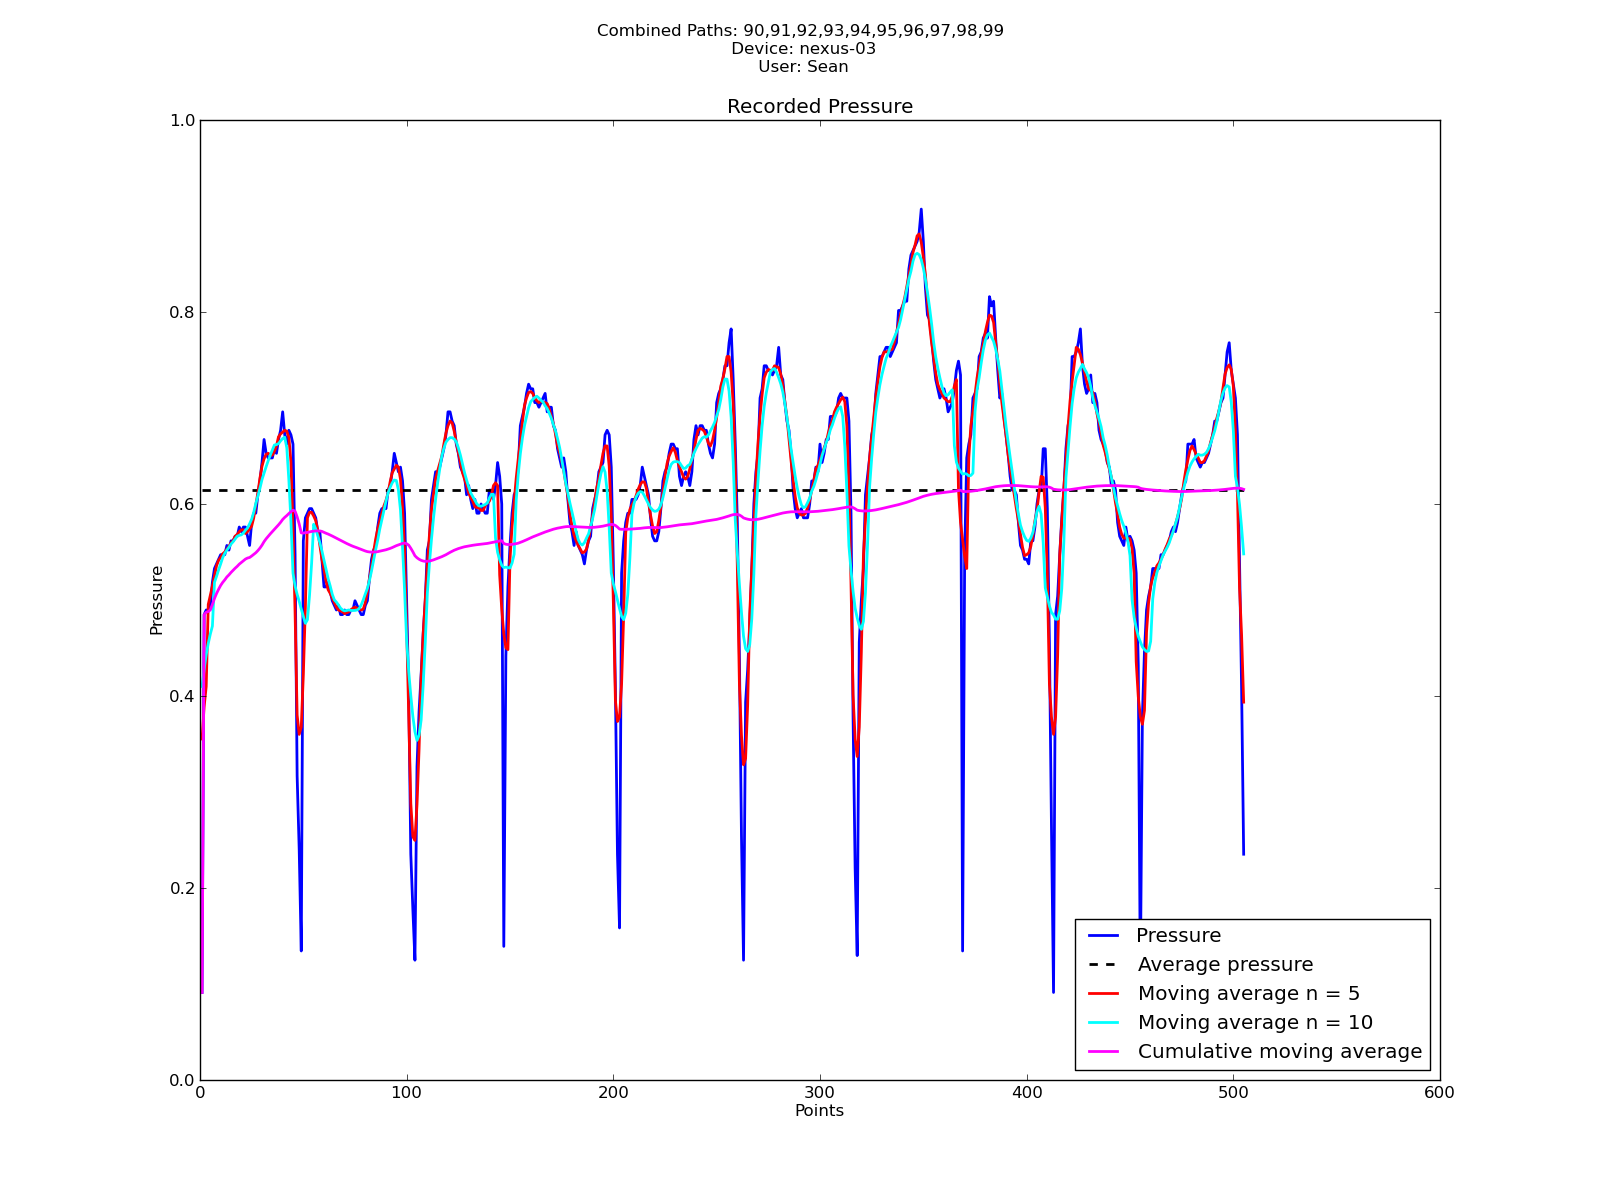 Combined Paths: 90,91,92,93,94,95,96,97,98,99
Device: nexus-03
User: Sean
Recorded Pressure
1.0
0.8
0.6
0.4
0.2
0.0
Pressure
0 100 200 300 400 500 600
Points
Pressure
Average pressure
Moving average n = 5
Moving average n = 10
Cumulative moving average